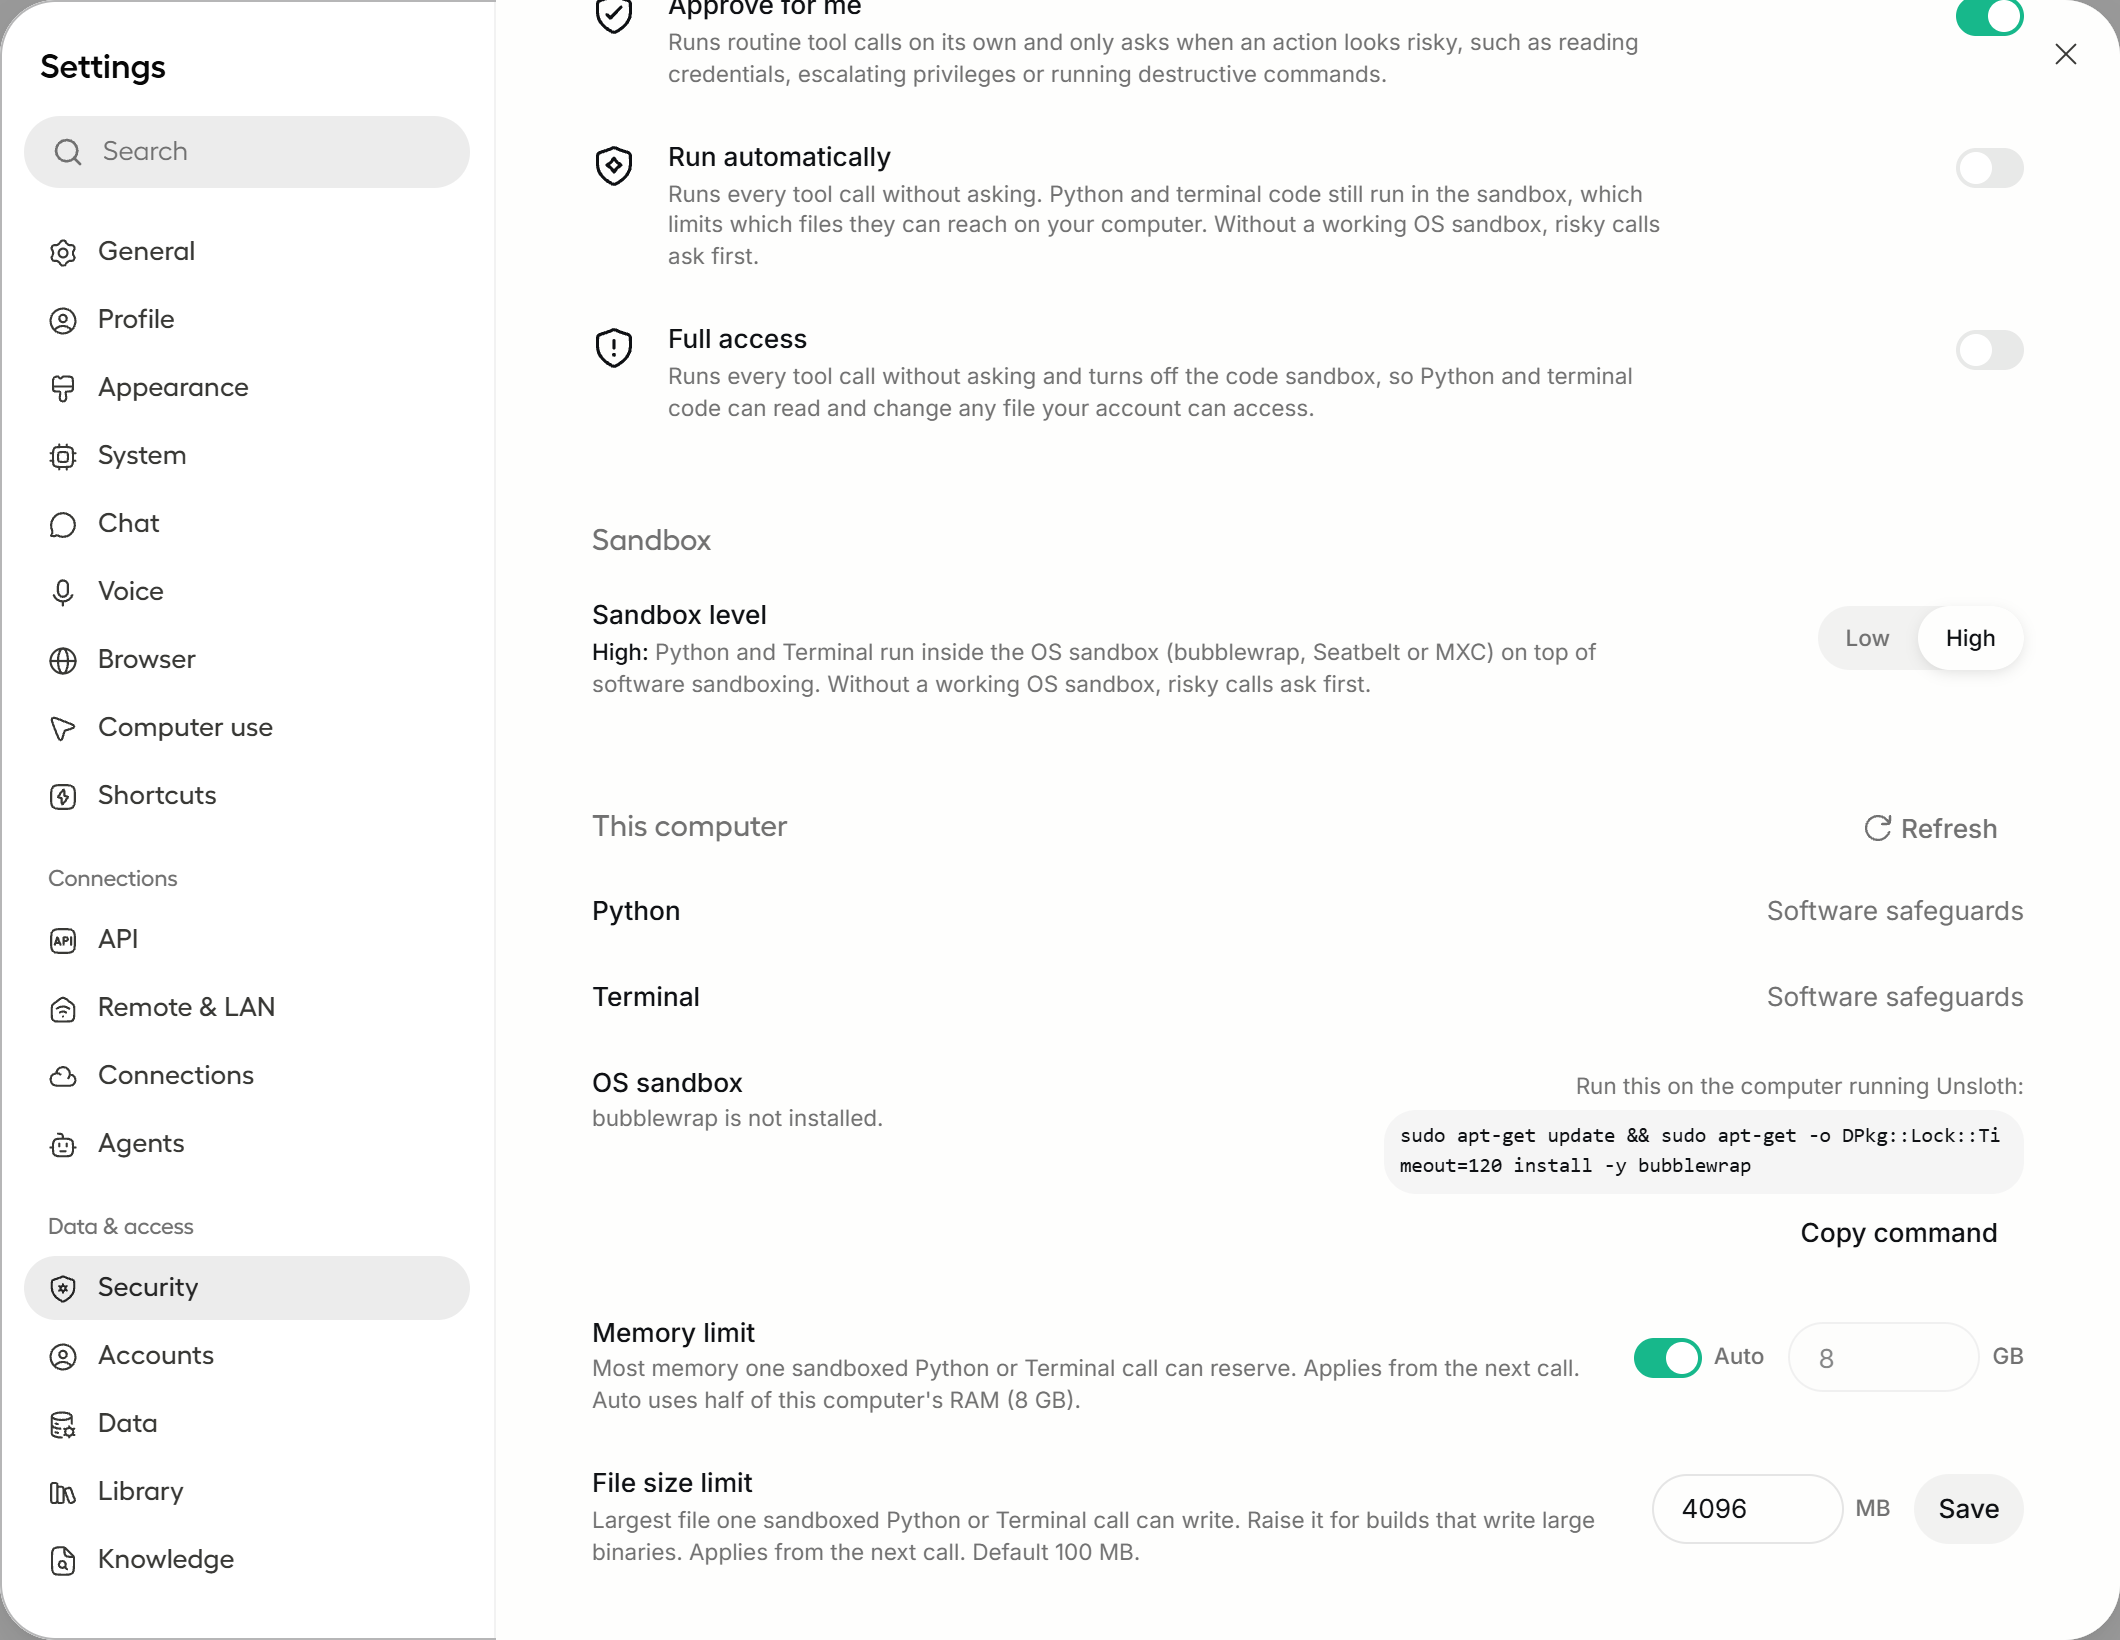 Settings
Search
General
Profile
Appearance
System
Chat
Voice
Browser
Computer use
Shortcuts
Connections
API
Remote & LAN
Connections
Agents
Data & access
Security
Accounts
Data
Library
Knowledge
Approve for me
Runs routine tool calls on its own and only asks when an action looks risky, such as reading
credentials, escalating privileges or running destructive commands.
Run automatically
Runs every tool call without asking. Python and terminal code still run in the sandbox, which
limits which files they can reach on your computer. Without a working OS sandbox, risky calls
ask first.
Full access
Runs every tool call without asking and turns off the code sandbox, so Python and terminal
code can read and change any file your account can access.
Sandbox
Sandbox level
High: Python and Terminal run inside the OS sandbox (bubblewrap, Seatbelt or MXC) on top of
software sandboxing. Without a working OS sandbox, risky calls ask first.
Low High
This computer
Refresh
Python
Software safeguards
Terminal
Software safeguards
OS sandbox
bubblewrap is not installed.
Run this on the computer running Unsloth:
sudo apt-get update && sudo apt-get -o DPkg::Lock::Ti
meout=120 install -y bubblewrap
Copy command
Memory limit
Most memory one sandboxed Python or Terminal call can reserve. Applies from the next call.
Auto uses half of this computer's RAM (8 GB).
Auto 8 GB
File size limit
Largest file one sandboxed Python or Terminal call can write. Raise it for builds that write large
binaries. Applies from the next call. Default 100 MB.
4096 MB Save